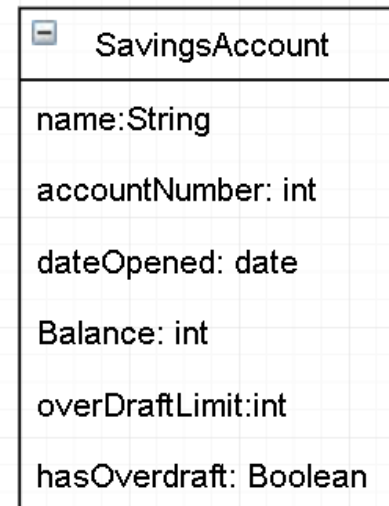 SavingsAccount
name:String
accountNumber: int
dateOpened: date
Balance: int
overDraftLimit:int
hasOverdraft: Boolean